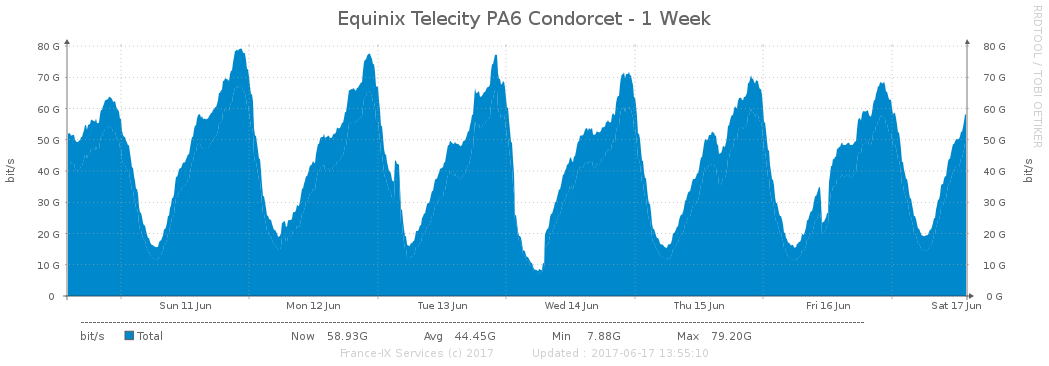 Equinix Telecity PA6 Condorcet - 1 Week
RRDTOOL / TOBI OETIKER
bit/s
80 G
70 G
60 G
50 G
40 G
30 G
20 G
10 G
0
80 G
70 G
60 G
50 G
40 G
30 G
20 G
10 G
0 G
bit/s
Sun 11 Jun Mon 12 Jun Tue 13 Jun Wed 14 Jun Thu 15 Jun Fri 16 Jun Sat 17 Jun
bit/s Total Now 58.93G Avg 44.45G Min 7.88G Max 79.20G
France-IX Services (c) 2017 Updated : 2017-06-17 13:55:10